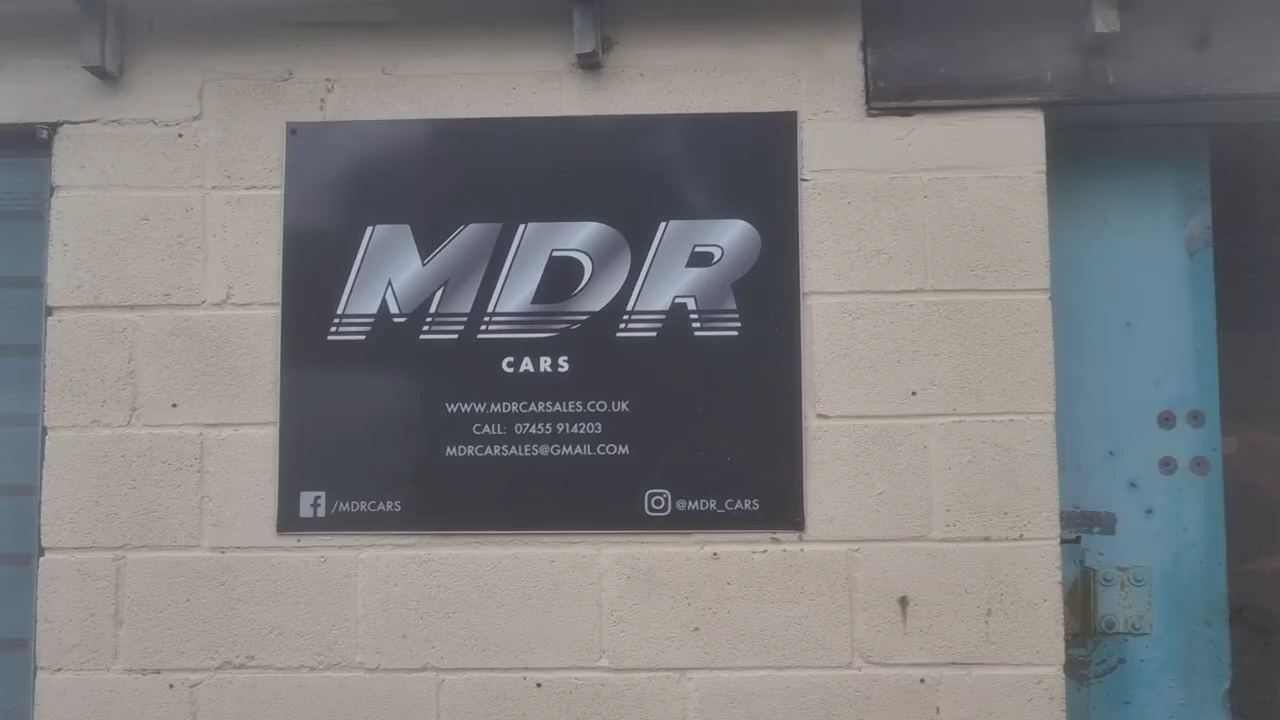 MDR
CARS
WWW.MDRCARSALES.CO.UK
CALL: 07455 914203
MDRCARSALES@GMAIL.COM
/MDRCARS
@MDR_CARS